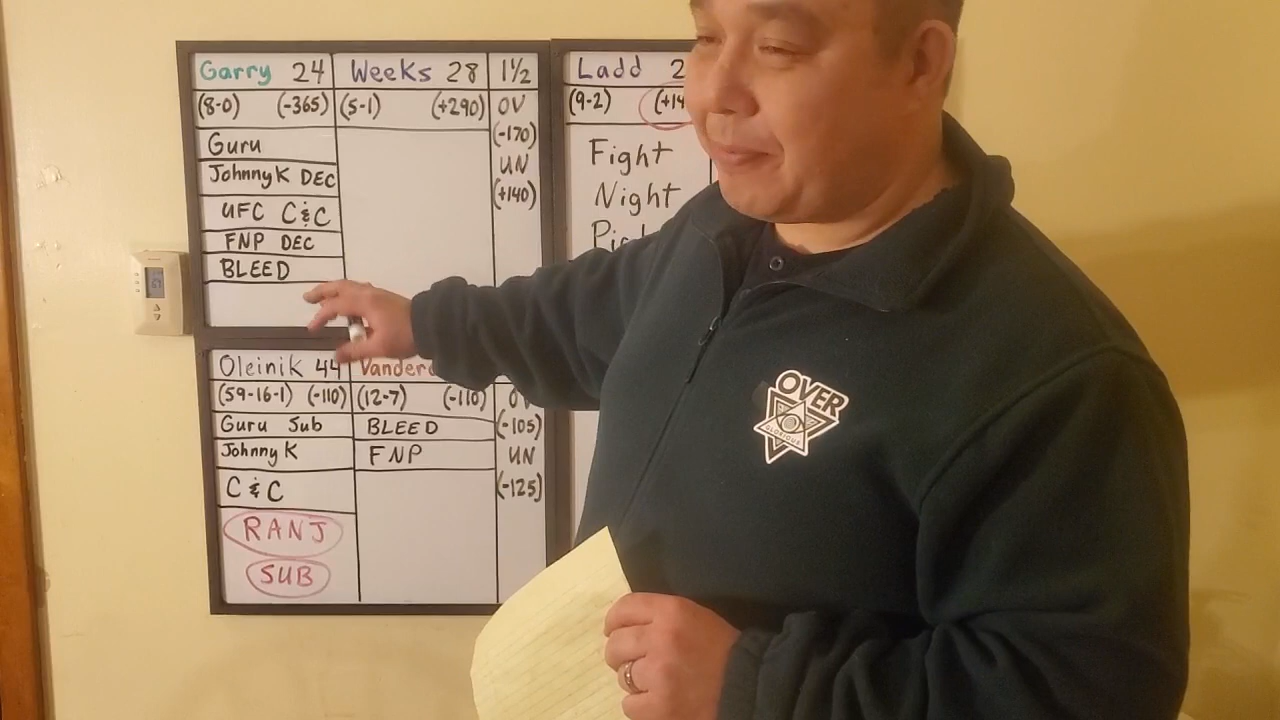 Garry 24 Weeks 28 1½
(8-0) (-365) (5-1) (+290) OV
(-170)
UN
(+140)
Guru
Johnny K DEC
UFC C&C
FNP DEC
BLEED
Ladd
(9-2)
Fight
Night
Oleinik 44
(59-16-1) (-110) (12-7) (-110)
(-105)
UN
(-125)
Guru Sub BLEED
Johnny K FNP
C & C
RANJ
SUB
OVER
GLORIOUS